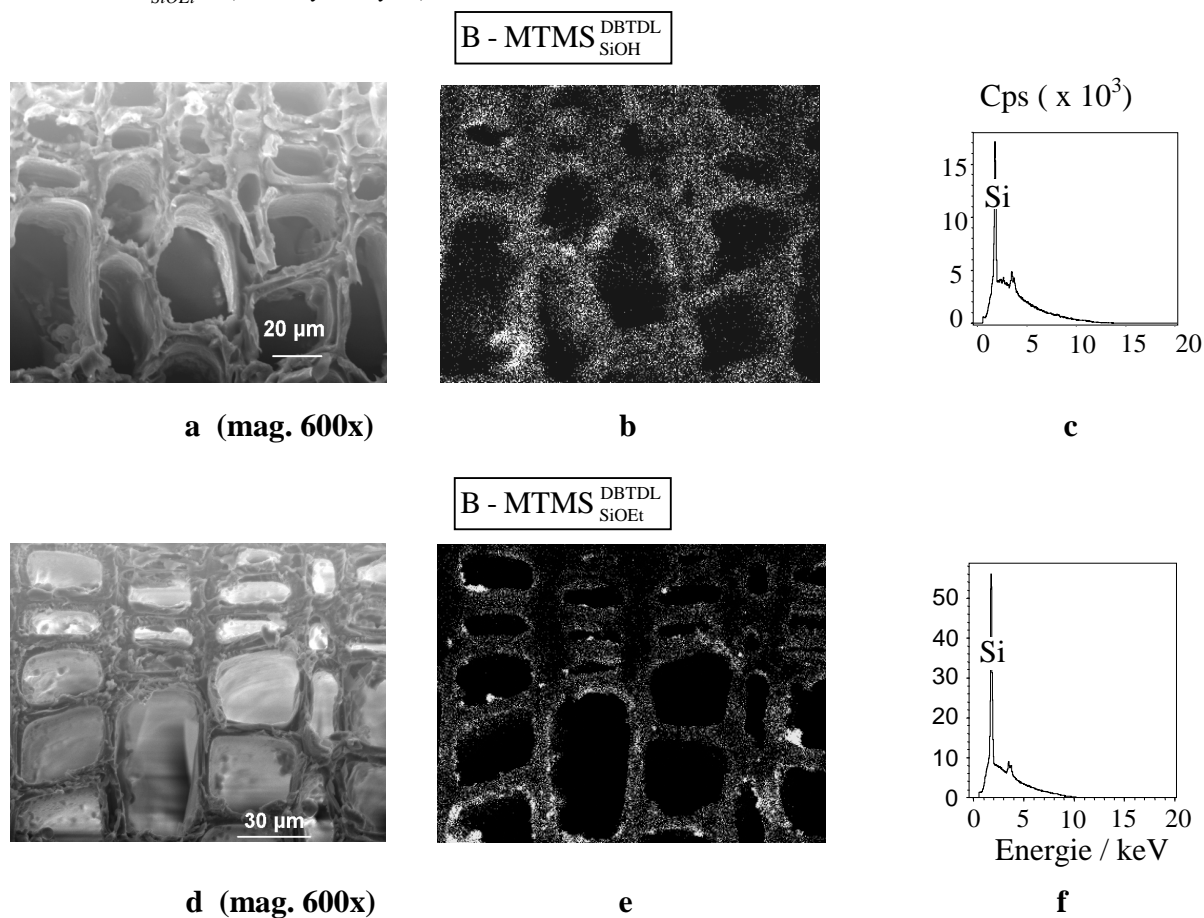 B - MTMS DBTDL SiOH
Cps ( x 10³)
15
10
5
0
Si
0 5 10 15 20
20 µm
a (mag. 600x) b c
B - MTMS DBTDL SiOEt
50
40
30
20
10
0
Si
0 5 10 15 20
Energie / keV
30 µm
d (mag. 600x) e f